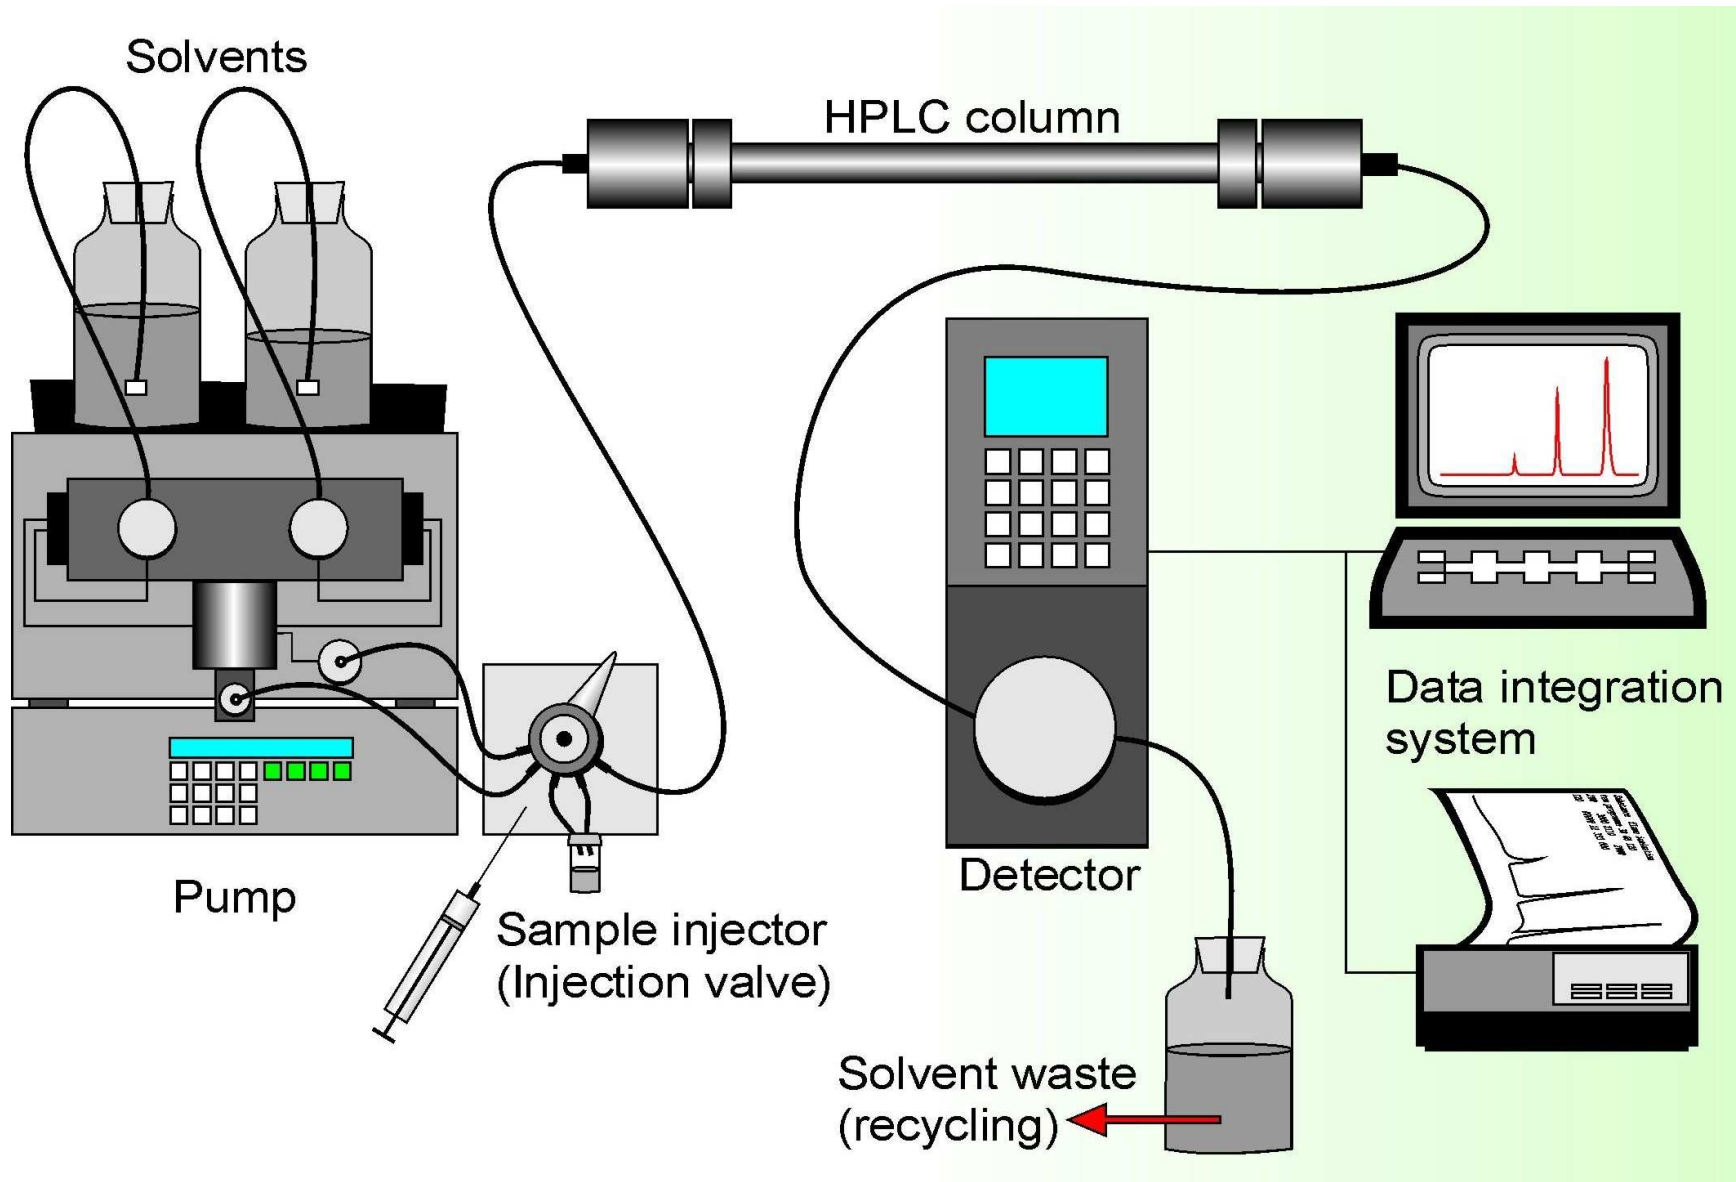 Solvents
HPLC column
Data integration
system
Pump
Sample injector
(Injection valve)
Detector
Solvent waste
(recycling)